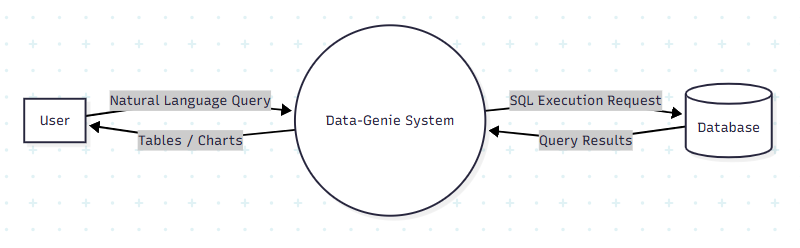 Natural Language Query
User
Tables / Charts
Data-Genie System
SQL Execution Request
Query Results
Database